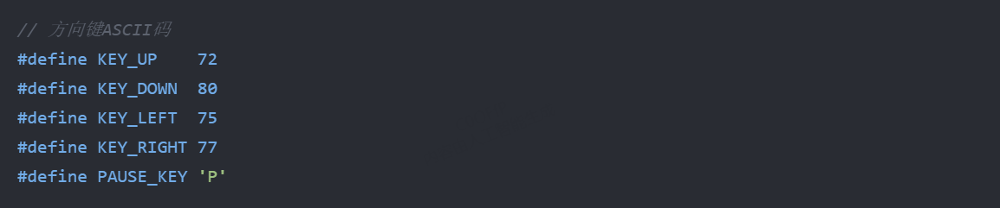 // 方向键ASCII码
#define KEY_UP    72
#define KEY_DOWN  80
#define KEY_LEFT  75
#define KEY_RIGHT 77
#define PAUSE_KEY 'P'